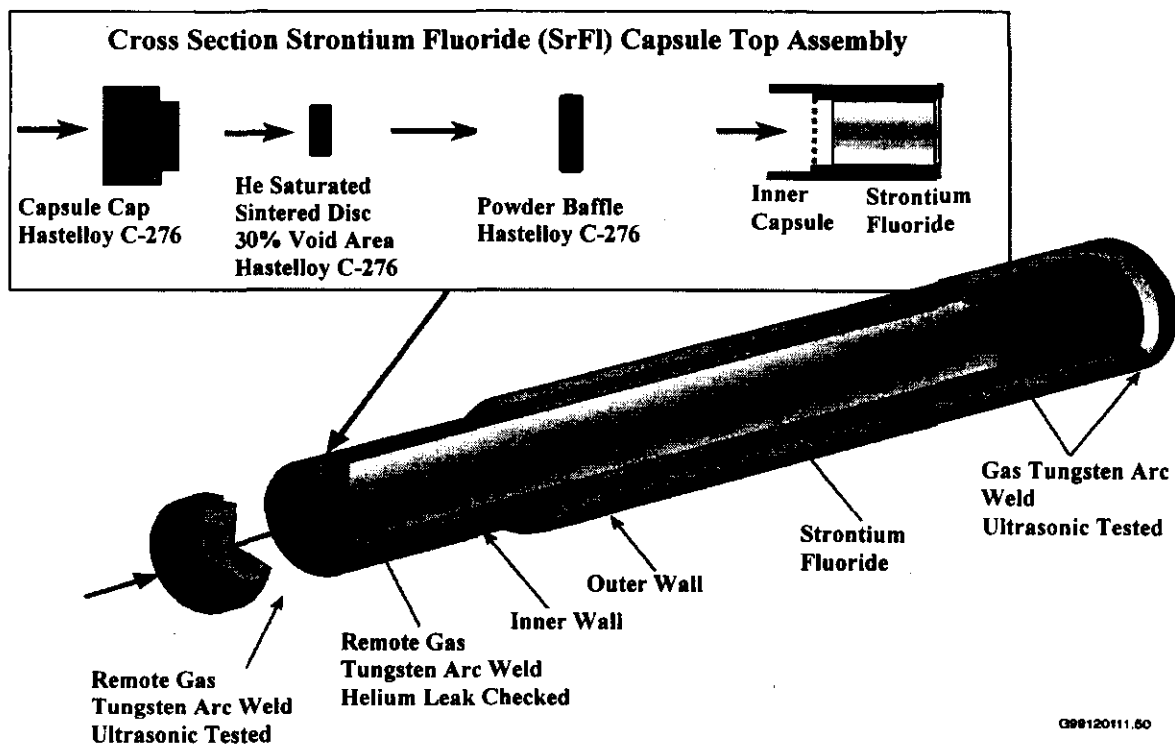 Cross Section Strontium Fluoride (SrFl) Capsule Top Assembly
Capsule Cap
Hastelloy C-276
He Saturated
Sintered Disc
30% Void Area
Hastelloy C-276
Powder Baffle
Hastelloy C-276
Inner
Capsule
Strontium
Fluoride
Gas Tungsten Arc
Weld
Ultrasonic Tested
Strontium
Fluoride
Outer Wall
Inner Wall
Remote Gas
Tungsten Arc Weld
Helium Leak Checked
Remote Gas
Tungsten Arc Weld
Ultrasonic Tested
G98120111.50